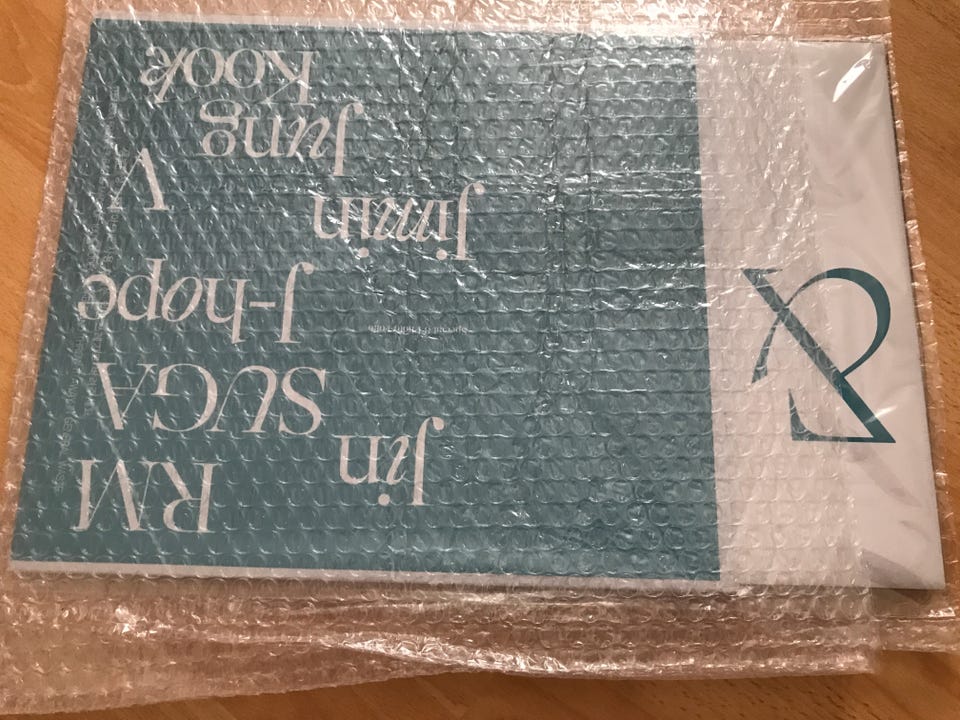 RM
Jin
SUGA
J-hope
Jimin
V
Jung
Kook